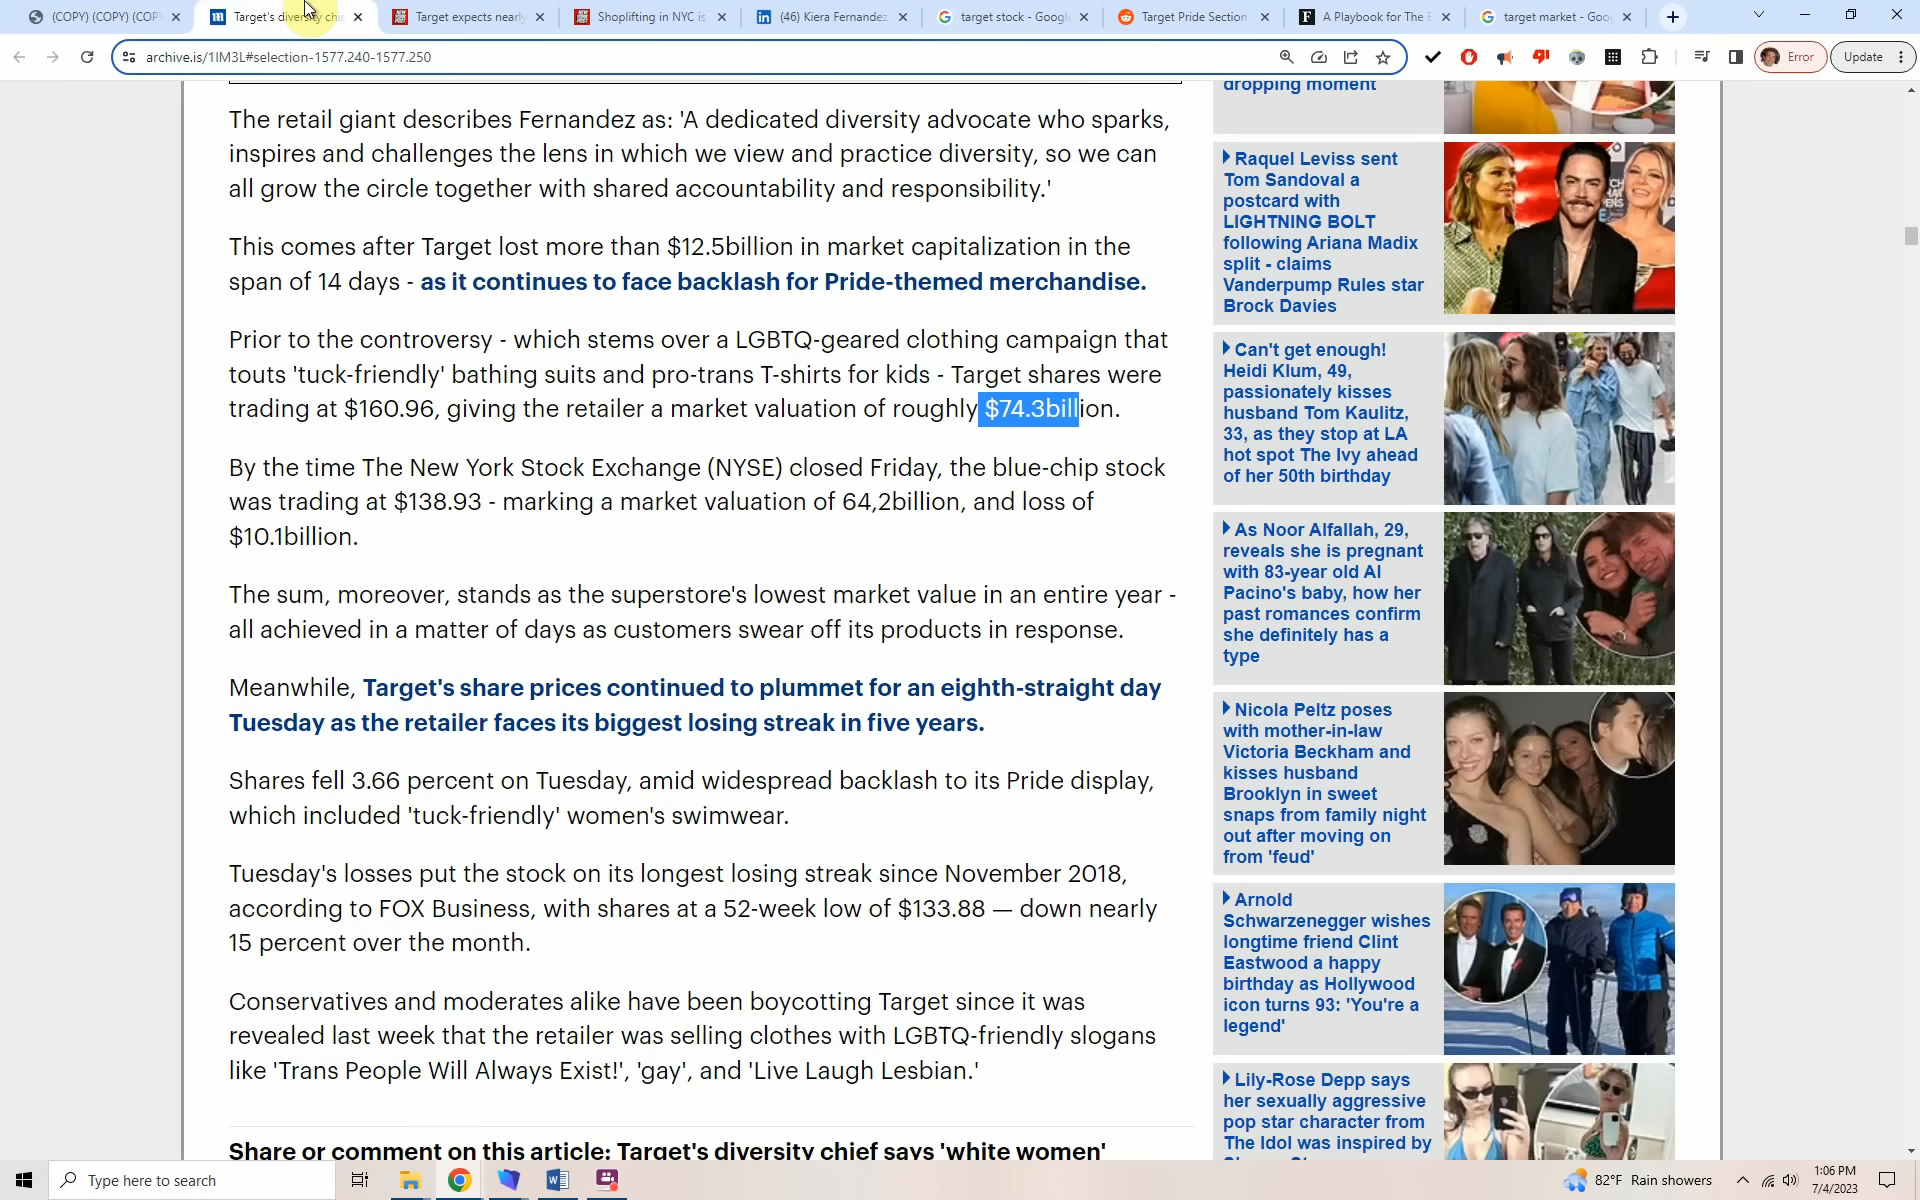 (COPY) (COPY) (COPY
Target's diversity chie
Target expects nearly
Shoplifting in NYC is
(46) Kiera Fernandez
target stock - Google
Target Pride Section
A Playbook for The E
target market - Goo
archive.is/1IM3L#selection-1577.240-1577.250
Error
Update
The retail giant describes Fernandez as: 'A dedicated diversity advocate who sparks,
inspires and challenges the lens in which we view and practice diversity, so we can
all grow the circle together with shared accountability and responsibility.'
This comes after Target lost more than $12.5billion in market capitalization in the
span of 14 days - as it continues to face backlash for Pride-themed merchandise.
Prior to the controversy - which stems over a LGBTQ-geared clothing campaign that
touts 'tuck-friendly' bathing suits and pro-trans T-shirts for kids - Target shares were
trading at $160.96, giving the retailer a market valuation of roughly $74.3billion.
By the time The New York Stock Exchange (NYSE) closed Friday, the blue-chip stock
was trading at $138.93 - marking a market valuation of 64,2billion, and loss of
$10.1billion.
The sum, moreover, stands as the superstore's lowest market value in an entire year -
all achieved in a matter of days as customers swear off its products in response.
Meanwhile, Target's share prices continued to plummet for an eighth-straight day
Tuesday as the retailer faces its biggest losing streak in five years.
Shares fell 3.66 percent on Tuesday, amid widespread backlash to its Pride display,
which included 'tuck-friendly' women's swimwear.
Tuesday's losses put the stock on its longest losing streak since November 2018,
according to FOX Business, with shares at a 52-week low of $133.88 — down nearly
15 percent over the month.
Conservatives and moderates alike have been boycotting Target since it was
revealed last week that the retailer was selling clothes with LGBTQ-friendly slogans
like 'Trans People Will Always Exist!', 'gay', and 'Live Laugh Lesbian.'
Share or comment on this article: Target's diversity chief says 'white women'
dropping moment
Raquel Leviss sent
Tom Sandoval a
postcard with
LIGHTNING BOLT
following Ariana Madix
split - claims
Vanderpump Rules star
Brock Davies
Can't get enough!
Heidi Klum, 49,
passionately kisses
husband Tom Kaulitz,
33, as they stop at LA
hot spot The Ivy ahead
of her 50th birthday
As Noor Alfallah, 29,
reveals she is pregnant
with 83-year old Al
Pacino's baby, how her
past romances confirm
she definitely has a
type
Nicola Peltz poses
with mother-in-law
Victoria Beckham and
kisses husband
Brooklyn in sweet
snaps from family night
out after moving on
from 'feud'
Arnold
Schwarzenegger wishes
longtime friend Clint
Eastwood a happy
birthday as Hollywood
icon turns 93: 'You're a
legend'
Lily-Rose Depp says
her sexually aggressive
pop star character from
The Idol was inspired by
Type here to search
82°F Rain showers
1:06 PM
7/4/2023